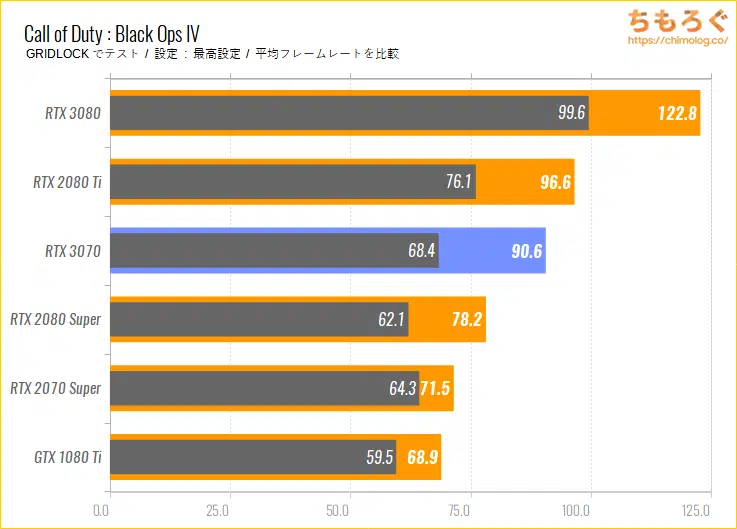 Call of Duty : Black Ops IV
GRIDLOCK でテスト / 設定 : 最高設定 / 平均フレームレートを比較
ちもろぐ
https://chimolog.co/
RTX 3080 99.6 122.8
RTX 2080 Ti 76.1 96.6
RTX 3070 68.4 90.6
RTX 2080 Super 62.1 78.2
RTX 2070 Super 64.3 71.5
GTX 1080 Ti 59.5 68.9
0.0 25.0 50.0 75.0 100.0 125.0